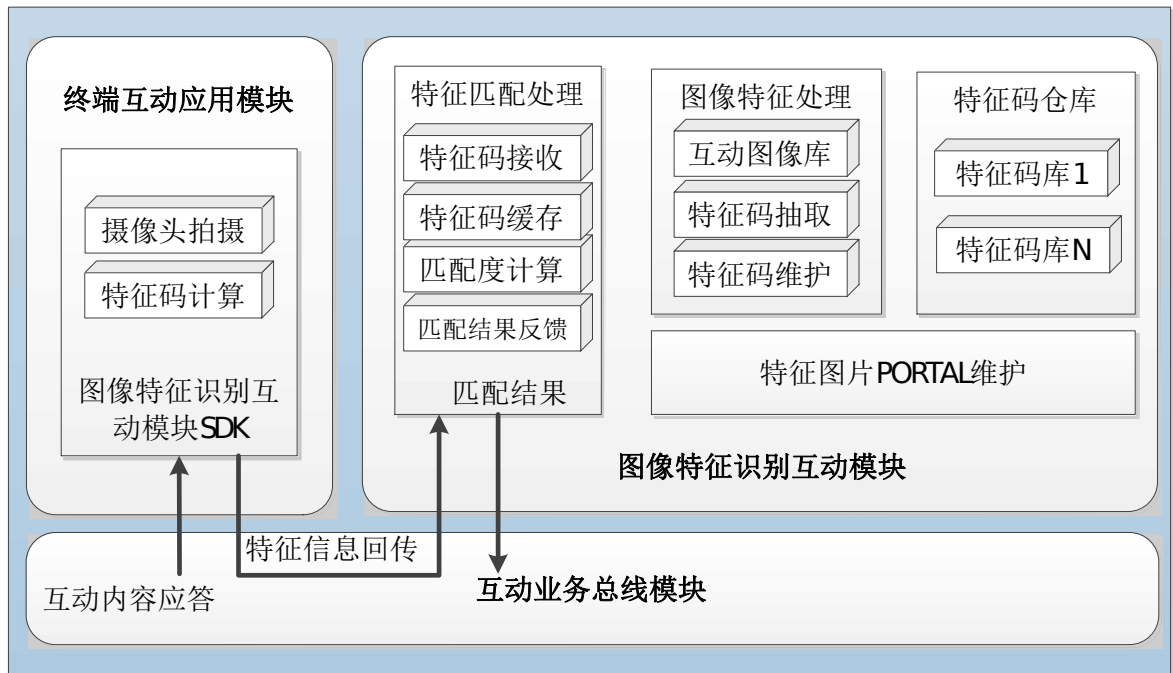 终端互动应用模块
摄像头拍摄
特征码计算
图像特征识别互
动模块SDK
特征匹配处理
特征码接收
特征码缓存
匹配度计算
匹配结果反馈
匹配结果
图像特征处理
互动图像库
特征码抽取
特征码维护
特征码仓库
特征码库1
特征码库N
特征图片PORTAL维护
图像特征识别互动模块
特征信息回传
互动内容应答
互动业务总线模块